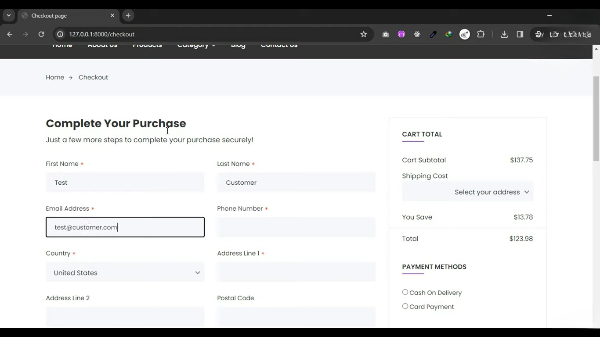 Checkout page
127.0.0.1:8000/checkout
Home About Us Products Category Blog Contact Us
Home + Checkout
Complete Your Purchase
Just a few more steps to complete your purchase securely!
First Name *
Last Name *
Test
Customer
Email Address *
Phone Number *
test@customer.com
Country *
Address Line 1 *
United States
Address Line 2
Postal Code
CART TOTAL
Cart Subtotal $137.75
Shipping Cost
Select your address
You Save $13.78
Total $123.98
PAYMENT METHODS
Cash On Delivery
Card Payment